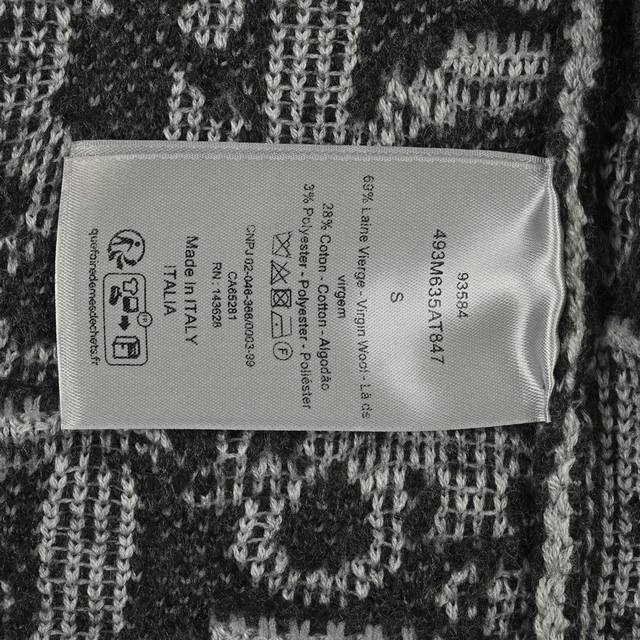 93584
493M635AT847
S
69% Laine Vierge - Virgin Wool - Lã de
virgem
28% Coton - Cotton - Algodão
3% Polyester - Polyester - Poliéster
CNPJ 02-046-366/0003-99
CA65281
RN : 143628
Made In ITALY
ITALIA
quefairedemesdechets.fr